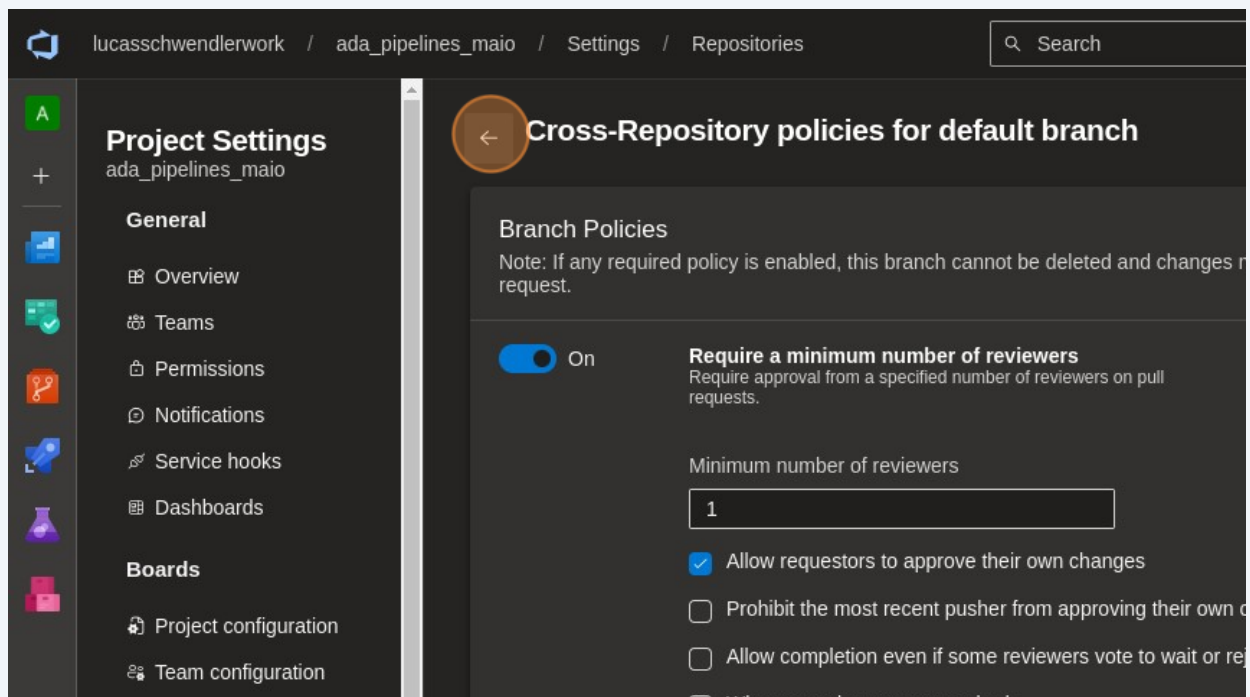 lucasschwendlerwork / ada_pipelines_maio / Settings / Repositories
Search
A
Project Settings
ada_pipelines_maio
General
Overview
Teams
Permissions
Notifications
Service hooks
Dashboards
Boards
Project configuration
Team configuration
Cross-Repository policies for default branch
Branch Policies
Note: If any required policy is enabled, this branch cannot be deleted and changes
request.
On
Require a minimum number of reviewers
Require approval from a specified number of reviewers on pull
requests.
Minimum number of reviewers
1
Allow requestors to approve their own changes
Prohibit the most recent pusher from approving their own
Allow completion even if some reviewers vote to wait or